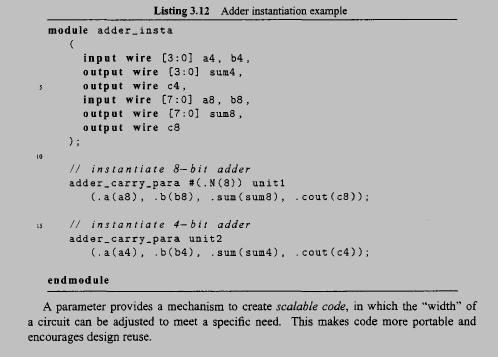 Listing 3.12 Adder instantiation example
module adder_insta
(
input wire [3:0] a4, b4,
output wire [3:0] sum4,
5 output wire c4,
input wire [7:0] a8, b8,
output wire [7:0] sum8,
output wire c8
);
10
// instantiate 8-bit adder
adder_carry_para #(.N(8)) unit1
(.a(a8), .b(b8), .sum(sum8), .cout(c8));
15 // instantiate 4-bit adder
adder_carry_para unit2
(.a(a4), .b(b4), .sum(sum4), .cout(c4));
endmodule
A parameter provides a mechanism to create scalable code, in which the "width" of
a circuit can be adjusted to meet a specific need. This makes code more portable and
encourages design reuse.